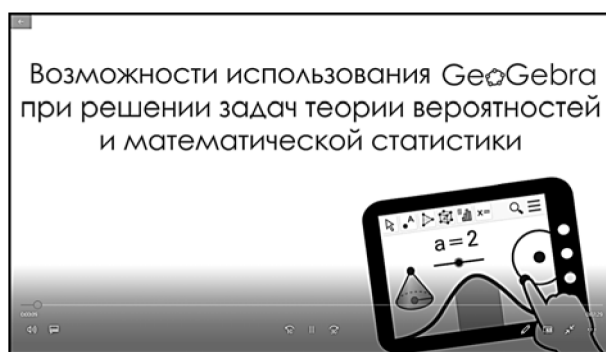 Возможности использования GeoGebra
при решении задач теории вероятностей
и математической статистики
A
x=
a=2